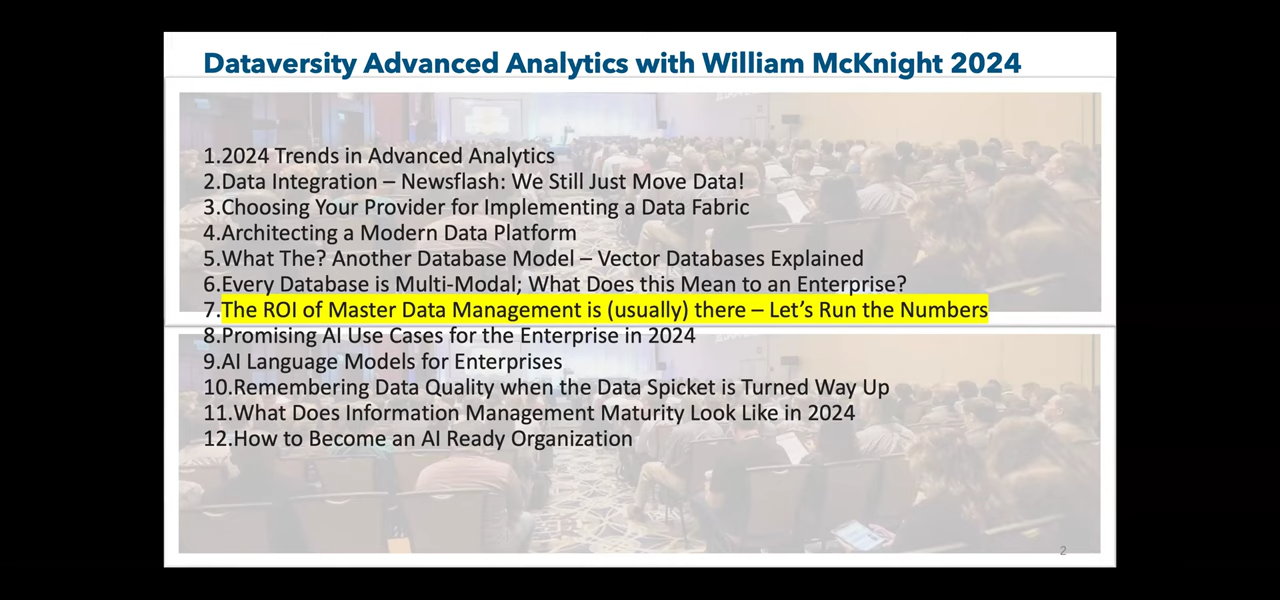 Dataversity Advanced Analytics with William McKnight 2024
1.2024 Trends in Advanced Analytics
2.Data Integration – Newsflash: We Still Just Move Data!
3.Choosing Your Provider for Implementing a Data Fabric
4.Architecting a Modern Data Platform
5.What The? Another Database Model – Vector Databases Explained
6.Every Database is Multi-Modal; What Does this Mean to an Enterprise?
7.The ROI of Master Data Management is (usually) there – Let’s Run the Numbers
8.Promising AI Use Cases for the Enterprise in 2024
9.AI Language Models for Enterprises
10.Remembering Data Quality when the Data Spicket is Turned Way Up
11.What Does Information Management Maturity Look Like in 2024
12.How to Become an AI Ready Organization
2